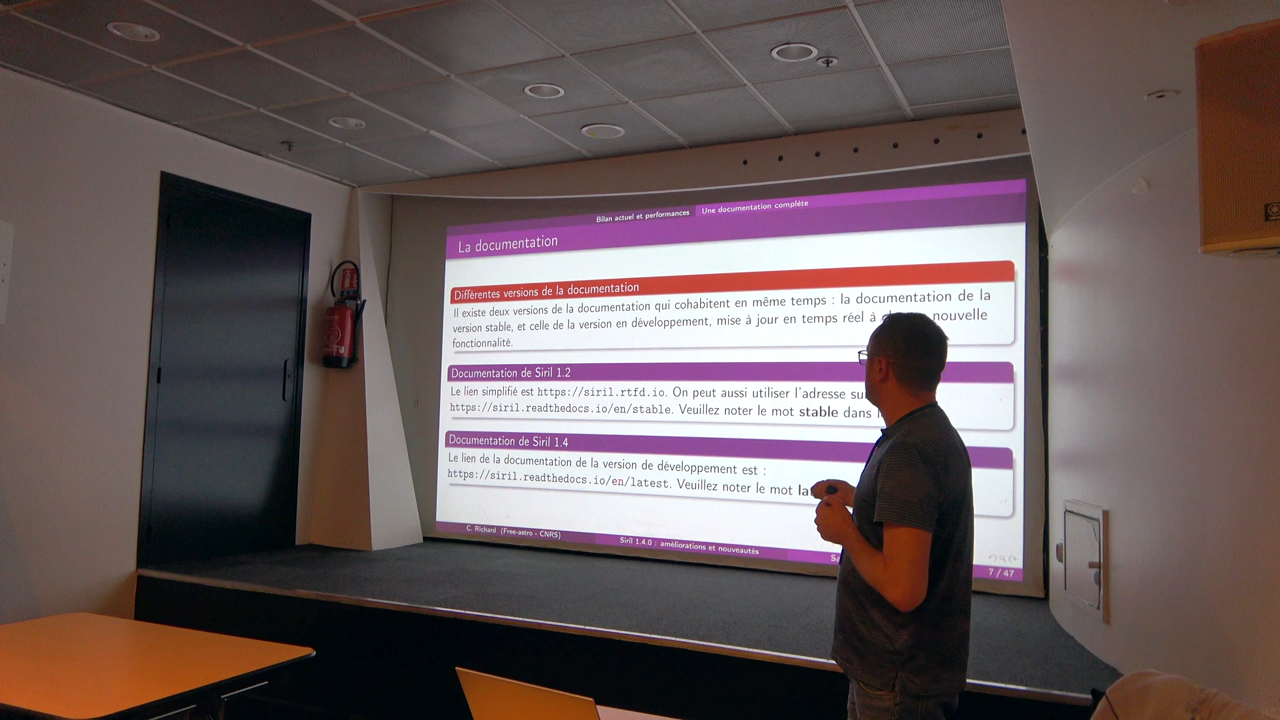 Bilan actuel et performances Une documentation complète
La documentation
Différentes versions de la documentation
Il existe deux versions de la documentation qui cohabitent en même temps : la documentation de la
version stable, et celle de la version en développement, mise à jour en temps réel à nouvelle
fonctionnalité.
Documentation de Siril 1.2
Le lien simplifié est https://siril.rtfd.io. On peut aussi utiliser l'adresse
https://siril.readthedocs.io/en/stable. Veuillez noter le mot stable dans
Documentation de Siril 1.4
Le lien de la documentation de la version de développement est :
https://siril.readthedocs.io/en/latest. Veuillez noter le mot
C. Richard (Free-astro - CNRS)
Siril 1.4.0 : améliorations et nouveautés
7 / 47